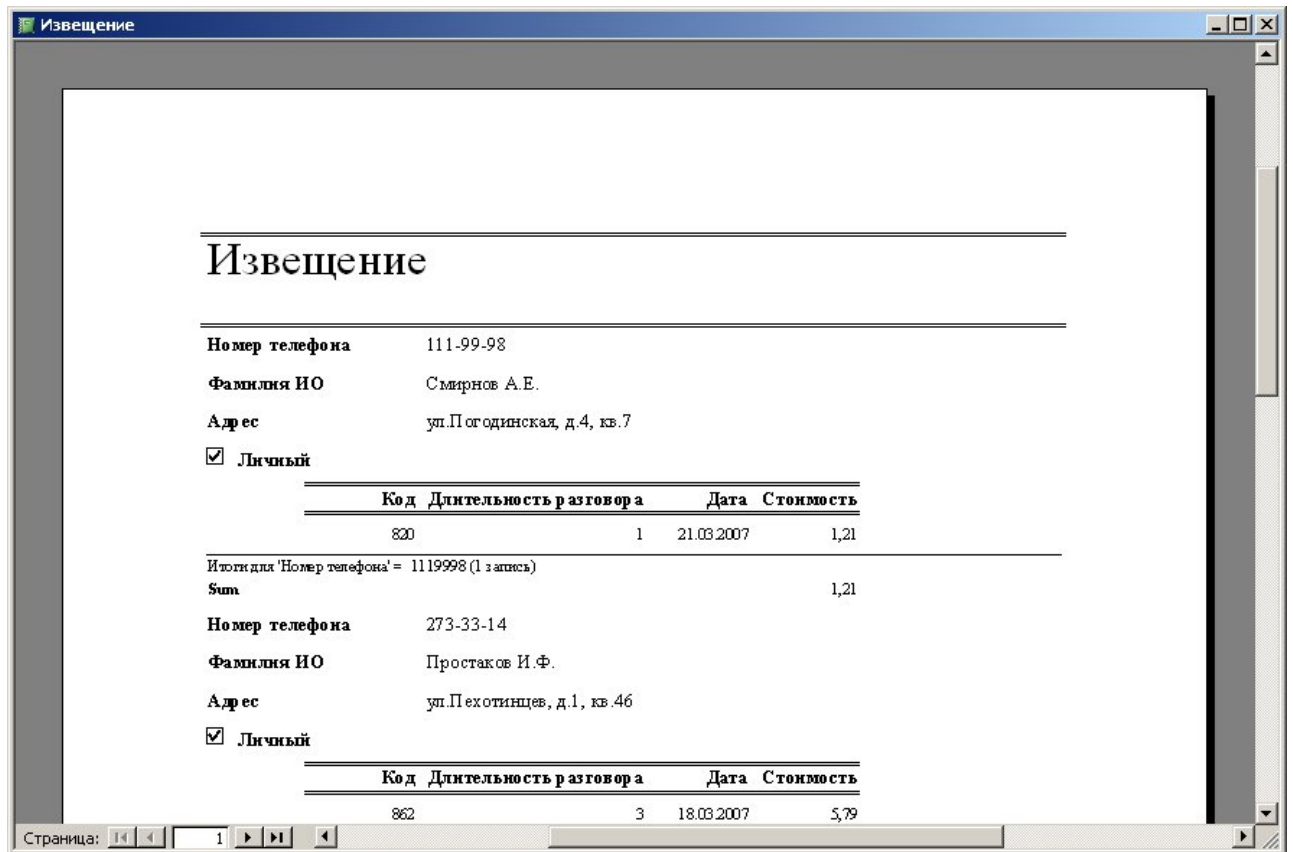 Извещение
Извещение
Номер телефона 111-99-98
Фамилия ИО Смирнов А.Е.
Адрес ул.Погодинская, д.4, кв.7
Личный
Код Длительность разговора Дата Стоимость
820 1 21.03.2007 1,21
Итоги для 'Номер телефона' = 1119998 (1 запись)
Sum 1,21
Номер телефона 273-33-14
Фамилия ИО Простаков И.Ф.
Адрес ул.Пехотинцев, д.1, кв.46
Личный
Код Длительность разговора Дата Стоимость
862 3 18.03.2007 5,79
Страница: 1